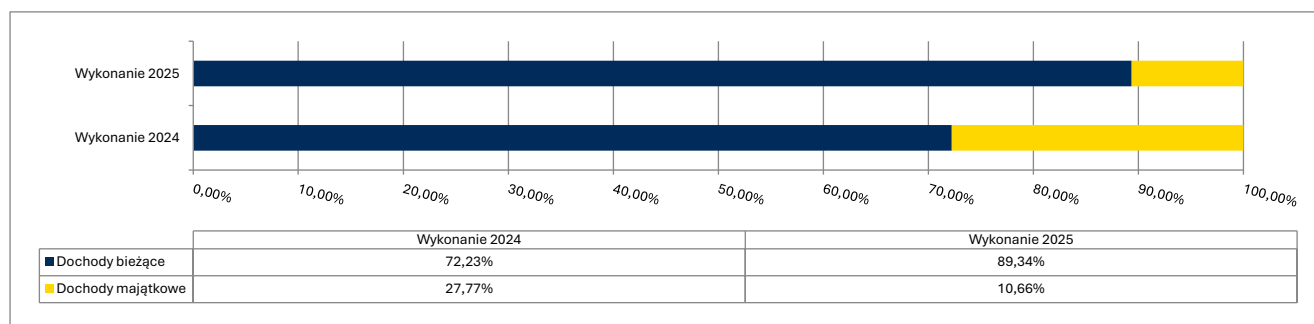 Wykonanie 2025
Wykonanie 2024
0,00% 10,00% 20,00% 30,00% 40,00% 50,00% 60,00% 70,00% 80,00% 90,00% 100,00%
Wykonanie 2024 Wykonanie 2025
Dochody bieżące 72,23% 89,34%
Dochody majątkowe 27,77% 10,66%